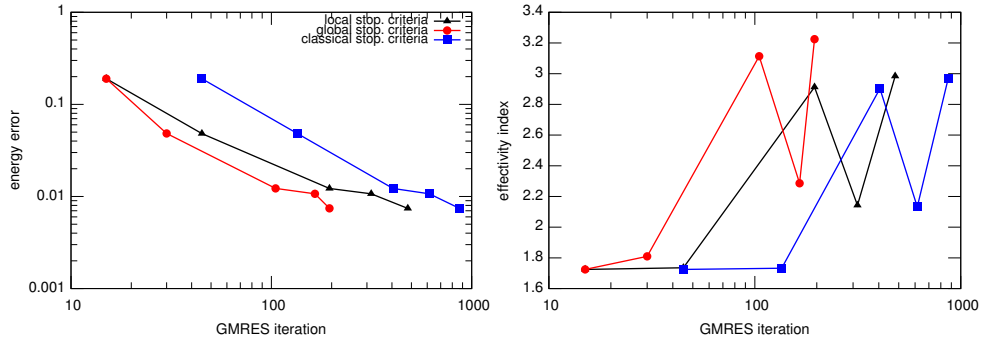 local stop. criteria
global stop. criteria
classical stop. criteria
1
0.1
0.01
0.001
energy error
10
100
1000
GMRES iteration
3.4
3.2
3
2.8
2.6
2.4
2.2
2
1.8
1.6
effectivity index
10
100
1000
GMRES iteration